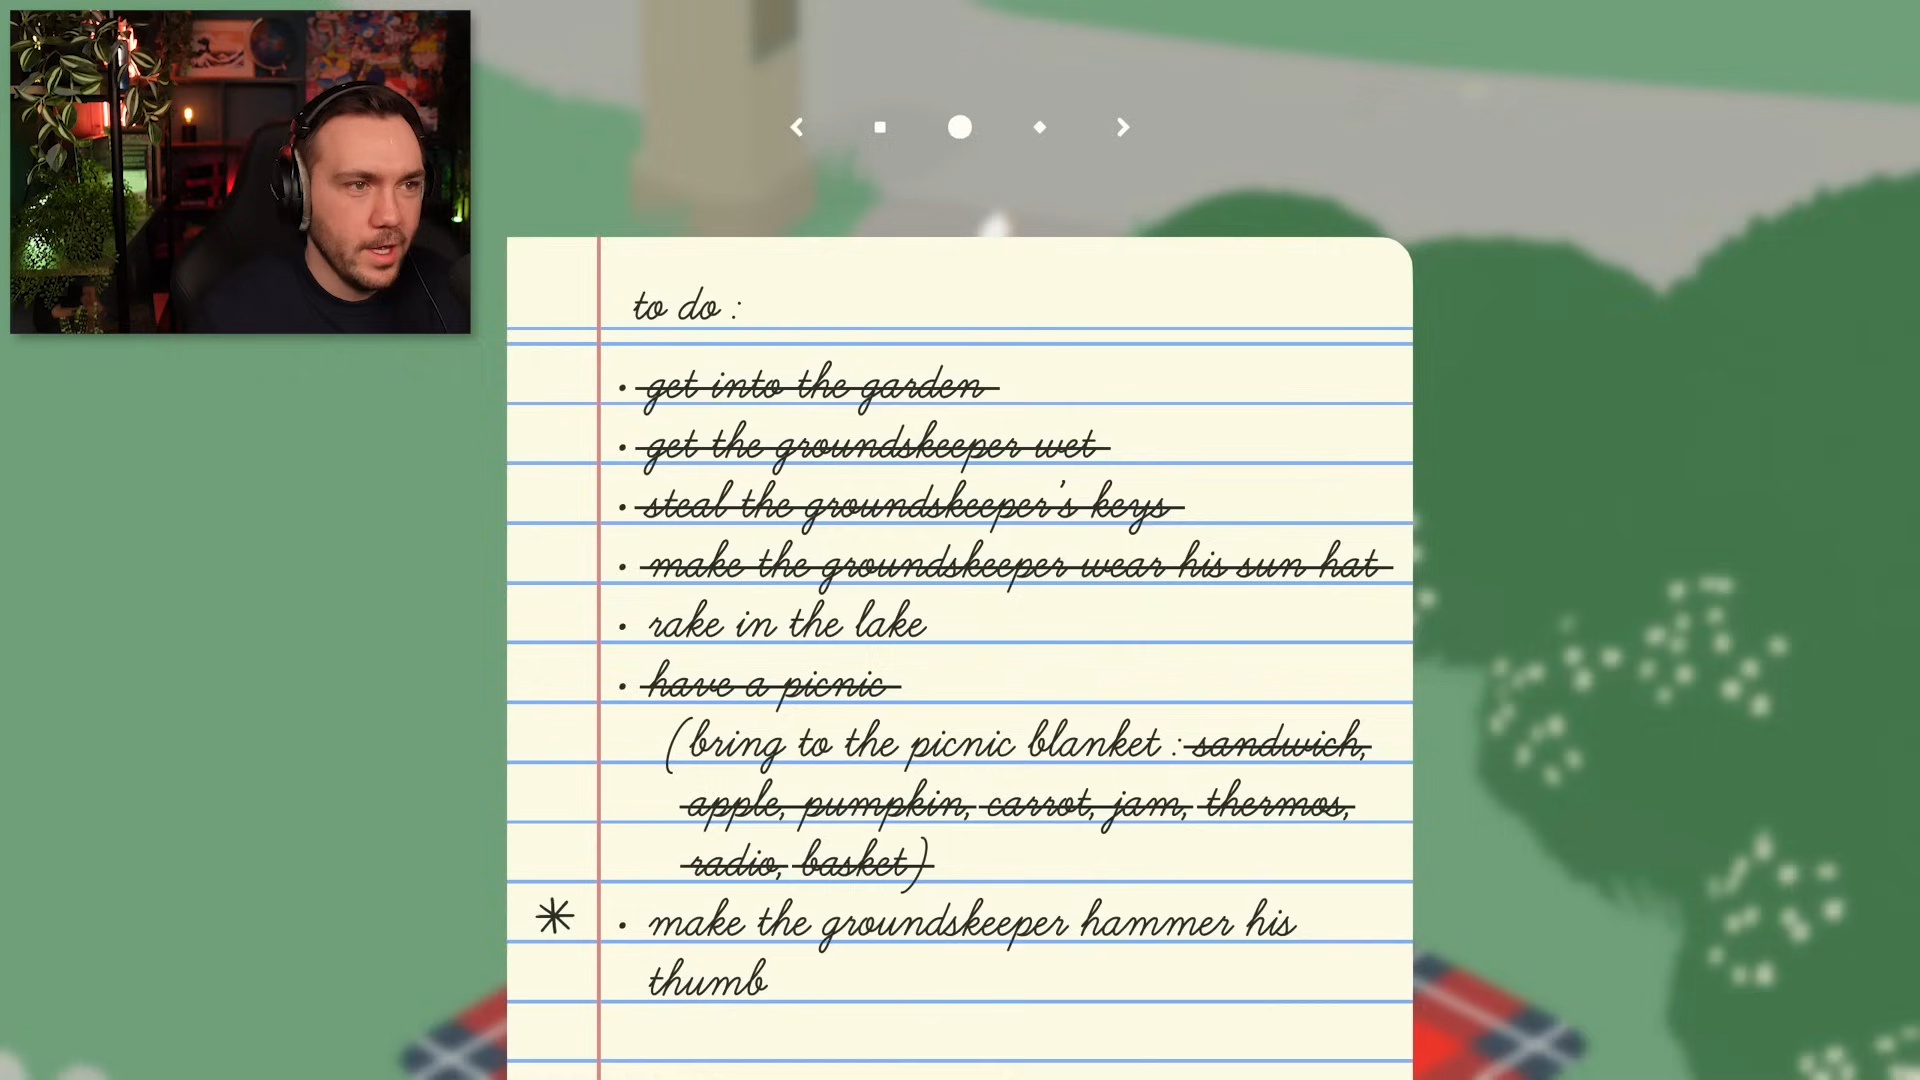 to do :
• get into the garden
• get the groundskeeper wet
• steal the groundskeeper's keys
• make the groundskeeper wear his sun hat
• rake in the lake
• have a picnic
(bring to the picnic blanket : sandwich,
apple, pumpkin, carrot, jam, thermos,
radio, basket)
* • make the groundskeeper hammer his
thumb